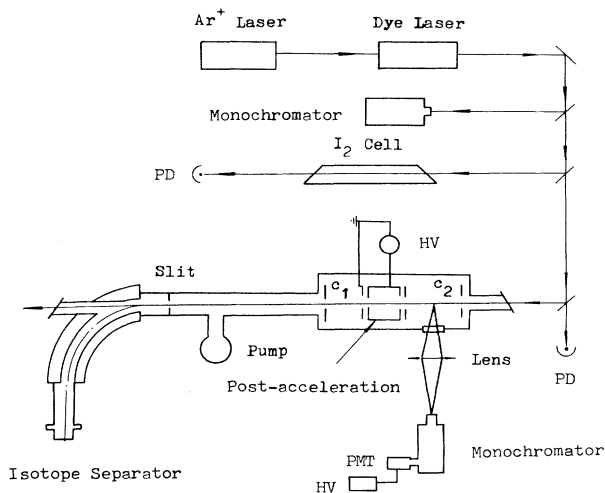 Ar+ Laser
Dye Laser
Monochromator
I2 Cell
PD
HV
Slit
c1
c2
Pump
Lens
Post-acceleration
PD
PMT
Monochromator
Isotope Separator
HV